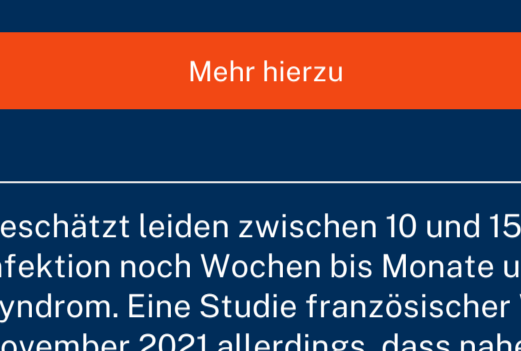 Mehr hierzu
eschätzt leiden zwischen 10 und 15
fektion noch Wochen bis Monate u
yndrom. Eine Studie französischer
ovember 2021 allerdings, dass nahe